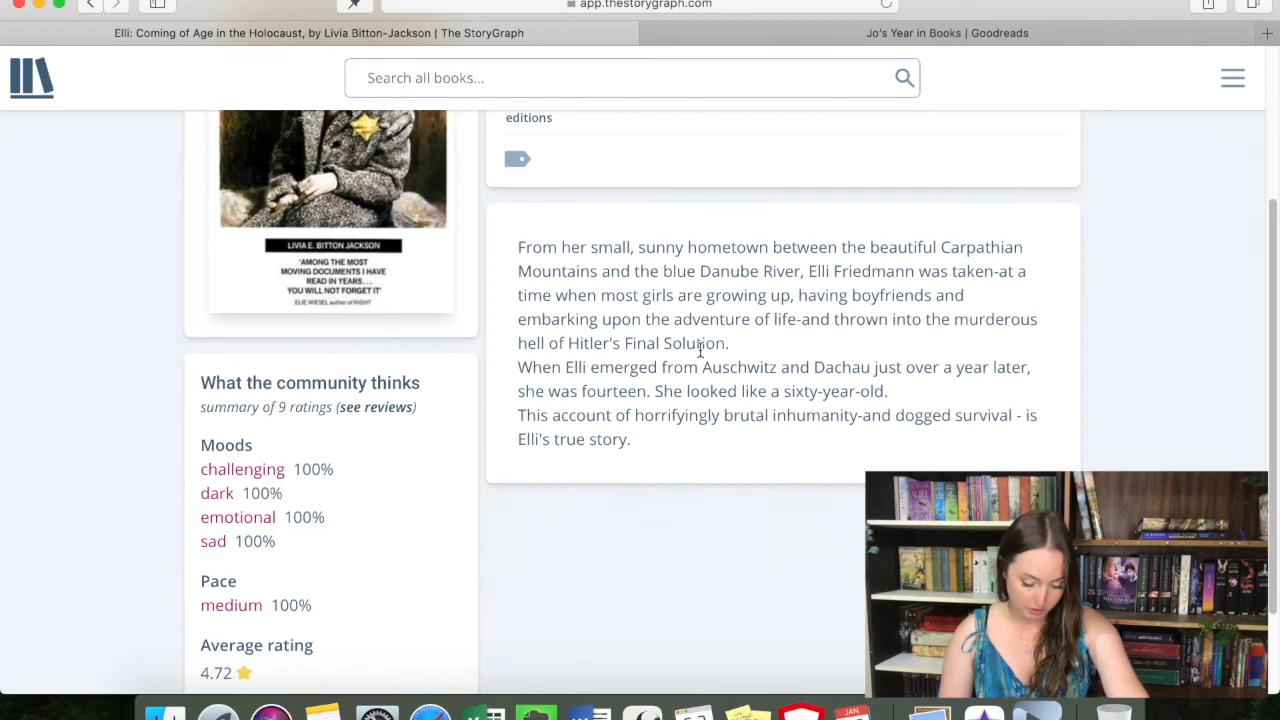 app.thestorygraph.com
Elli: Coming of Age in the Holocaust, by Livia Bitton-Jackson | The StoryGraph
Jo's Year in Books | Goodreads
Search all books...
LIVIA E. BITTON JACKSON
'AMONG THE MOST
MOVING DOCUMENTS I HAVE
READ IN YEARS...
YOU WILL NOT FORGET IT'
ELIE WIESEL author of NIGHT
editions
From her small, sunny hometown between the beautiful Carpathian
Mountains and the blue Danube River, Elli Friedmann was taken-at a
time when most girls are growing up, having boyfriends and
embarking upon the adventure of life-and thrown into the murderous
hell of Hitler's Final Solution.
When Elli emerged from Auschwitz and Dachau just over a year later,
she was fourteen. She looked like a sixty-year-old.
This account of horrifyingly brutal inhumanity-and dogged survival - is
Elli's true story.
What the community thinks
summary of 9 ratings (see reviews)
Moods
challenging 100%
dark 100%
emotional 100%
sad 100%
Pace
medium 100%
Average rating
4.72
JAN